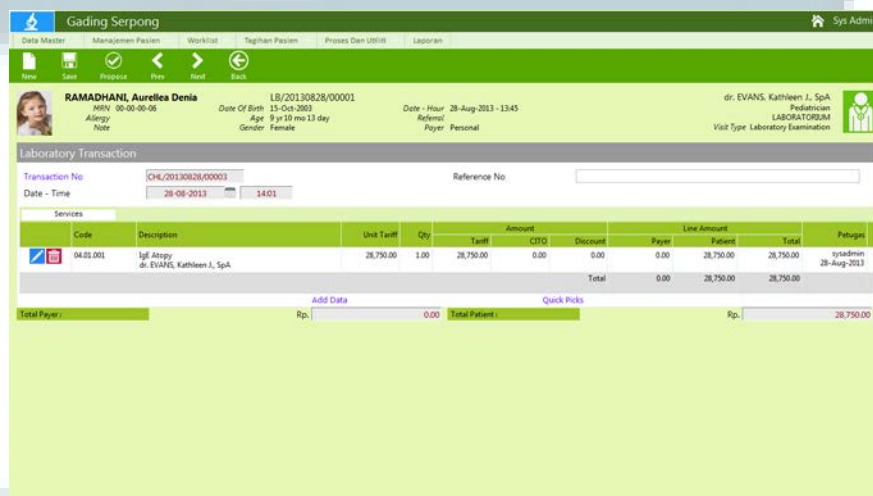 Gading Serpong
Sys Admi
Data Master Manajemen Pasien Worklist Tagihan Pasien Proses Dan Utiliti Laporan
New Save Propose Prev Next Back
RAMADHANI, Aurellea Denia LB/20130828/00001 dr. EVANS, Kathleen J., SpA
MRN 00-00-00-06 Date Of Birth 15-Oct-2003 Date - Hour 28-Aug-2013 - 13:45 Pediatrician
Allergy Age 9 yr 10 mo 13 day Referral LABORATORIUM
Note Gender Female Payer Personal Visit Type Laboratory Examination
Laboratory Transaction
Transaction No CHL/20130828/00003 Reference No
Date - Time 28-08-2013 14:01
Services
Code Description Unit Tariff Qty Amount Line Amount Petugas
Tariff CITO Discount Payer Patient Total
04.01.001 IgE Atopy 28,750.00 1.00 28,750.00 0.00 0.00 0.00 28,750.00 28,750.00 sysadmin
dr. EVANS, Kathleen J., SpA 28-Aug-2013
Total 0.00 28,750.00 28,750.00
Add Data Quick Picks
Total Payer : Rp. 0.00 Total Patient : Rp. 28,750.00